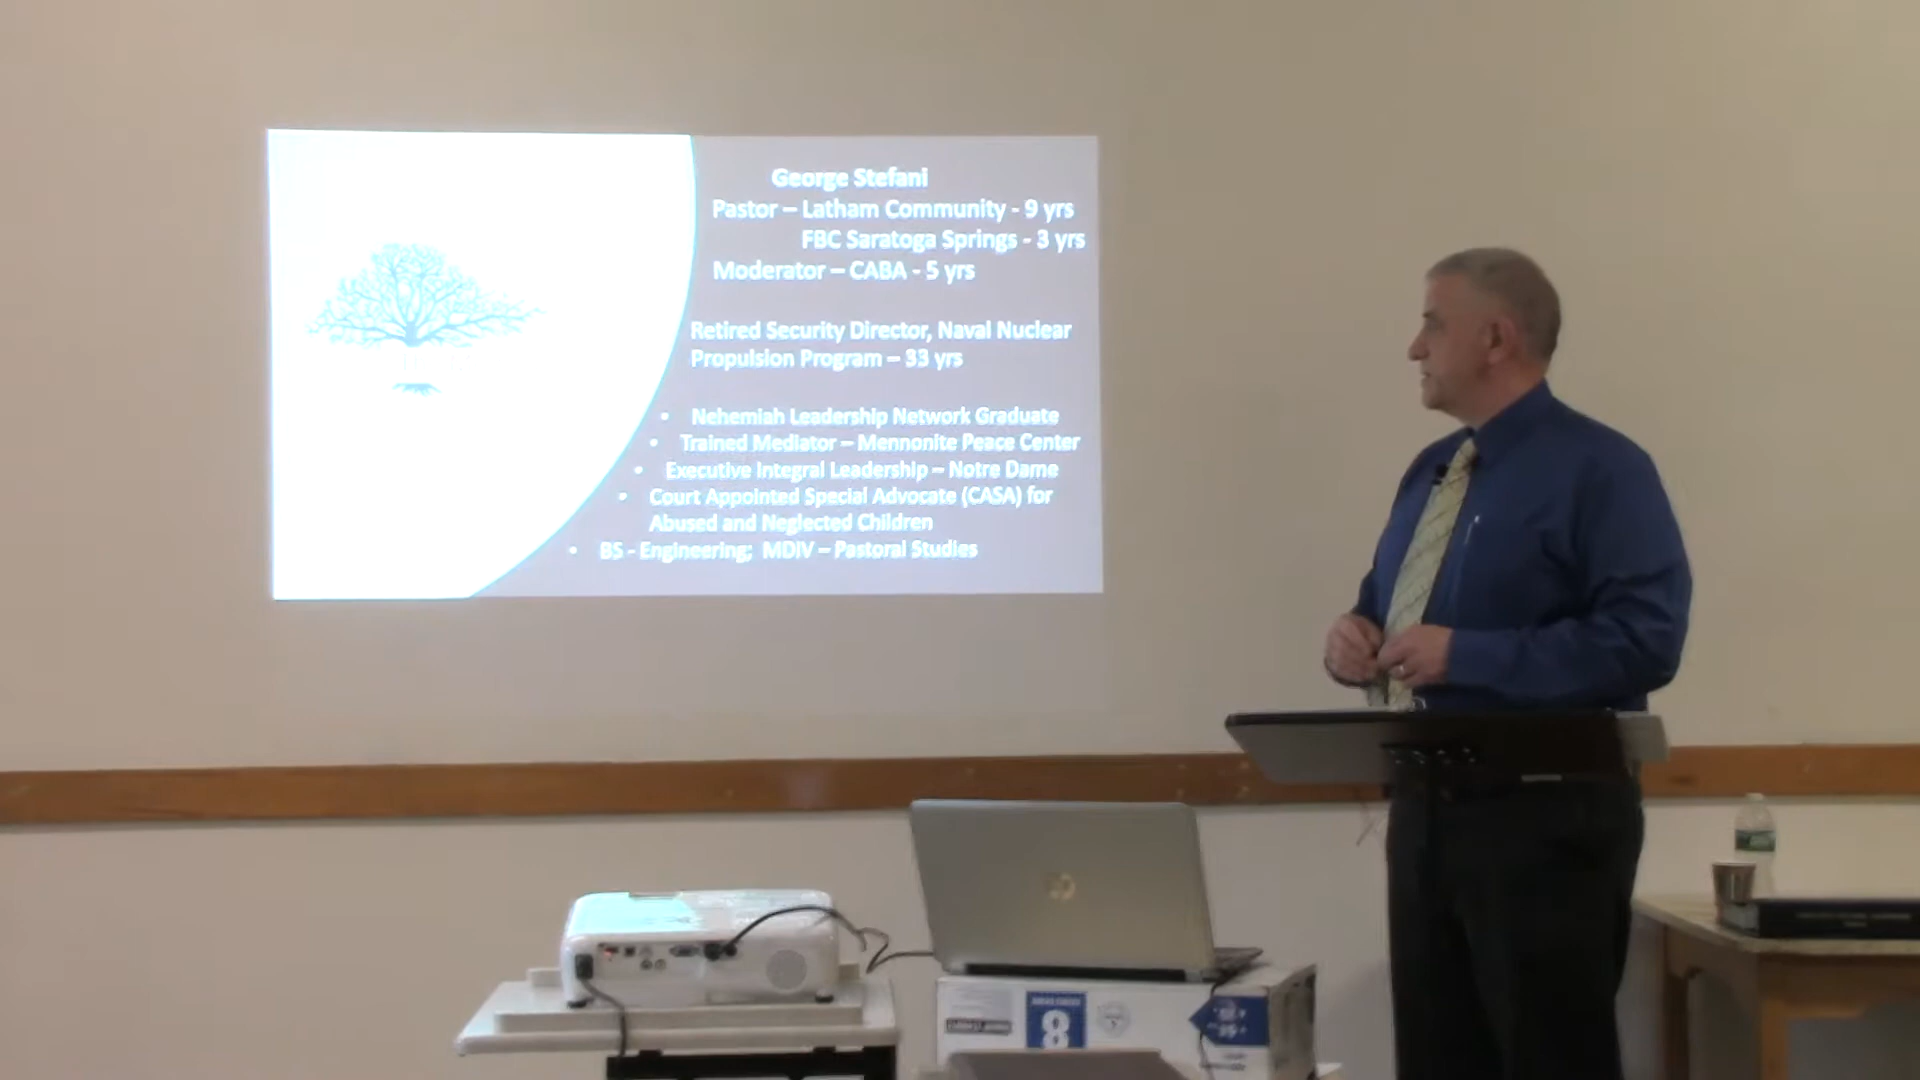 George Stefani
Pastor – Latham Community - 9 yrs
FBC Saratoga Springs - 3 yrs
Moderator – CABA - 5 yrs
Retired Security Director, Naval Nuclear
Propulsion Program – 33 yrs
• Nehemiah Leadership Network Graduate
• Trained Mediator – Mennonite Peace Center
• Executive Integral Leadership – Notre Dame
• Court Appointed Special Advocate (CASA) for
Abused and Neglected Children
• BS - Engineering; MDIV – Pastoral Studies
hp
8